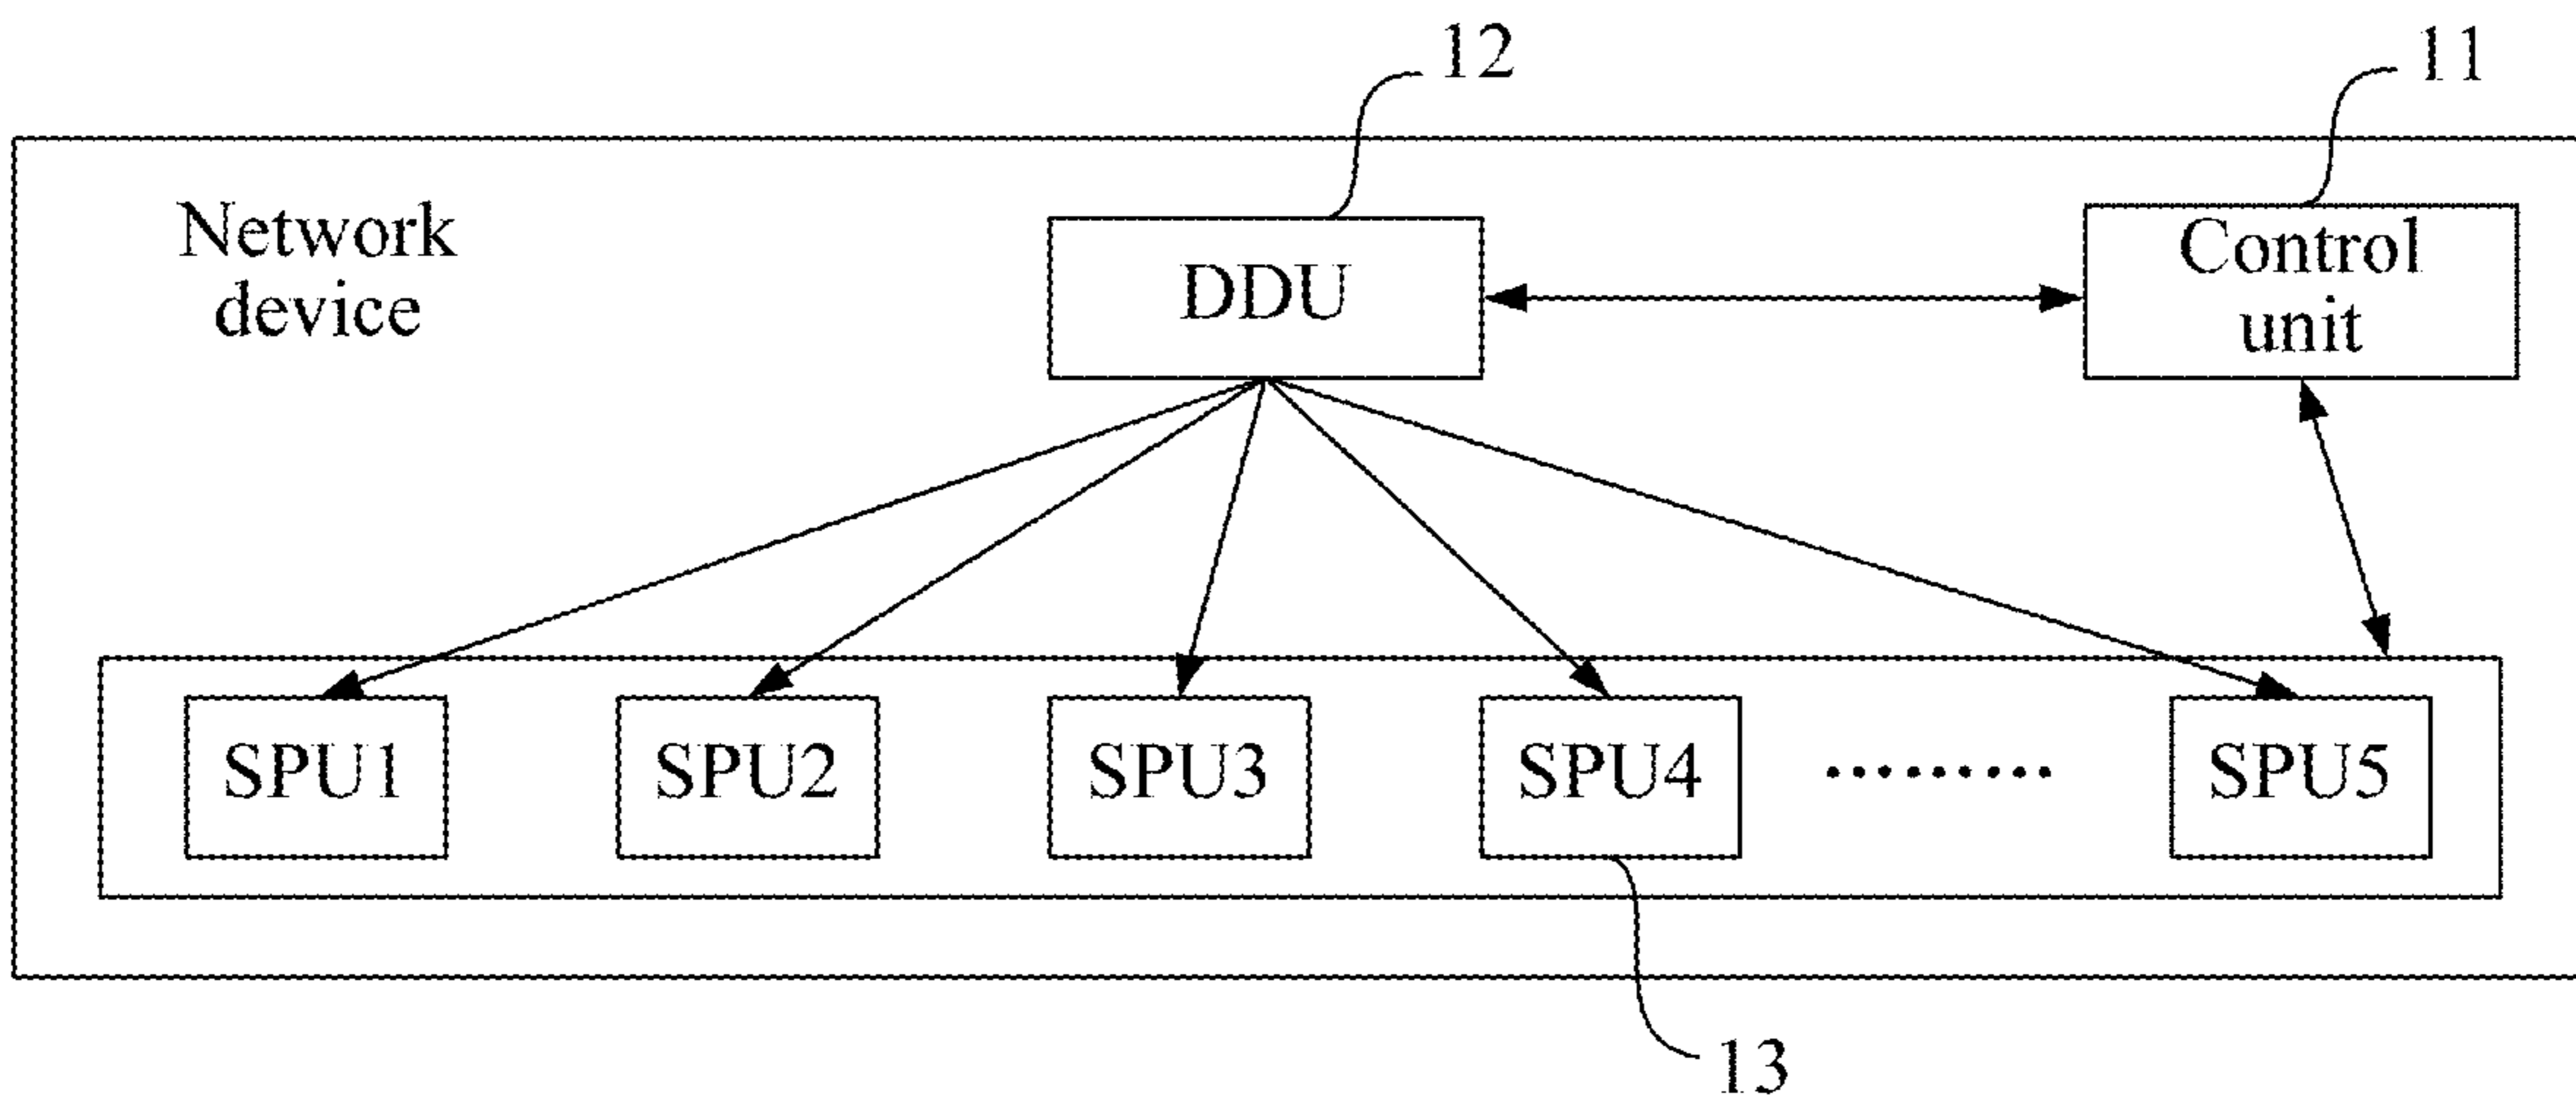 12
11
Network
device
DDU
Control
unit
SPU1
SPU2
SPU3
SPU4
.........
SPU5
13